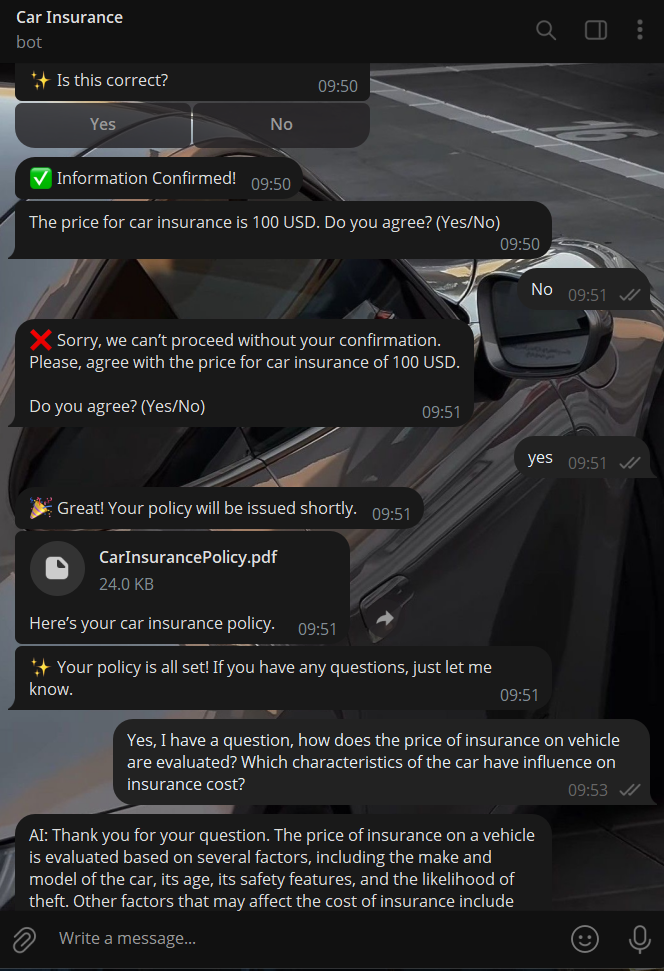 Car Insurance
bot
✨ Is this correct?
09:50
Yes
No
✅ Information Confirmed! 09:50
The price for car insurance is 100 USD. Do you agree? (Yes/No)
09:50
No 09:51
❌ Sorry, we can’t proceed without your confirmation.
Please, agree with the price for car insurance of 100 USD.
Do you agree? (Yes/No)
09:51
yes 09:51
🎉 Great! Your policy will be issued shortly. 09:51
CarInsurancePolicy.pdf
24.0 KB
Here’s your car insurance policy. 09:51
✨ Your policy is all set! If you have any questions, just let me
know.
09:51
Yes, I have a question, how does the price of insurance on vehicle
are evaluated? Which characteristics of the car have influence on
insurance cost?
09:53
AI: Thank you for your question. The price of insurance on a vehicle
is evaluated based on several factors, including the make and
model of the car, its age, its safety features, and the likelihood of
theft. Other factors that may affect the cost of insurance include
Write a message...